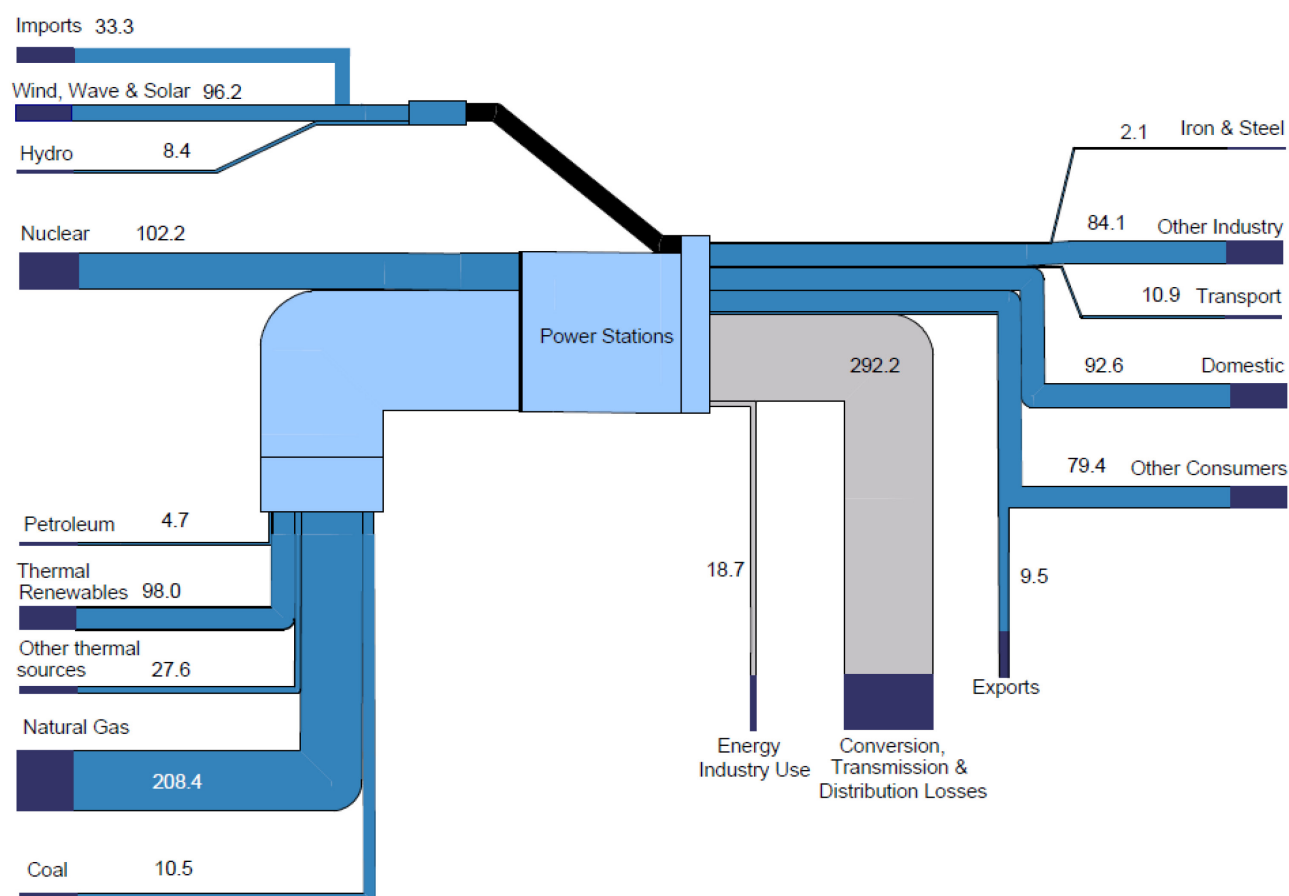 Imports 33.3
Wind, Wave & Solar 96.2
Hydro 8.4
Nuclear 102.2
Power Stations
Petroleum 4.7
Thermal
Renewables 98.0
Other thermal
sources 27.6
Natural Gas
208.4
Coal 10.5
2.1 Iron & Steel
84.1 Other Industry
10.9 Transport
292.2
92.6 Domestic
79.4 Other Consumers
18.7
9.5
Exports
Energy
Industry Use
Conversion,
Transmission &
Distribution Losses